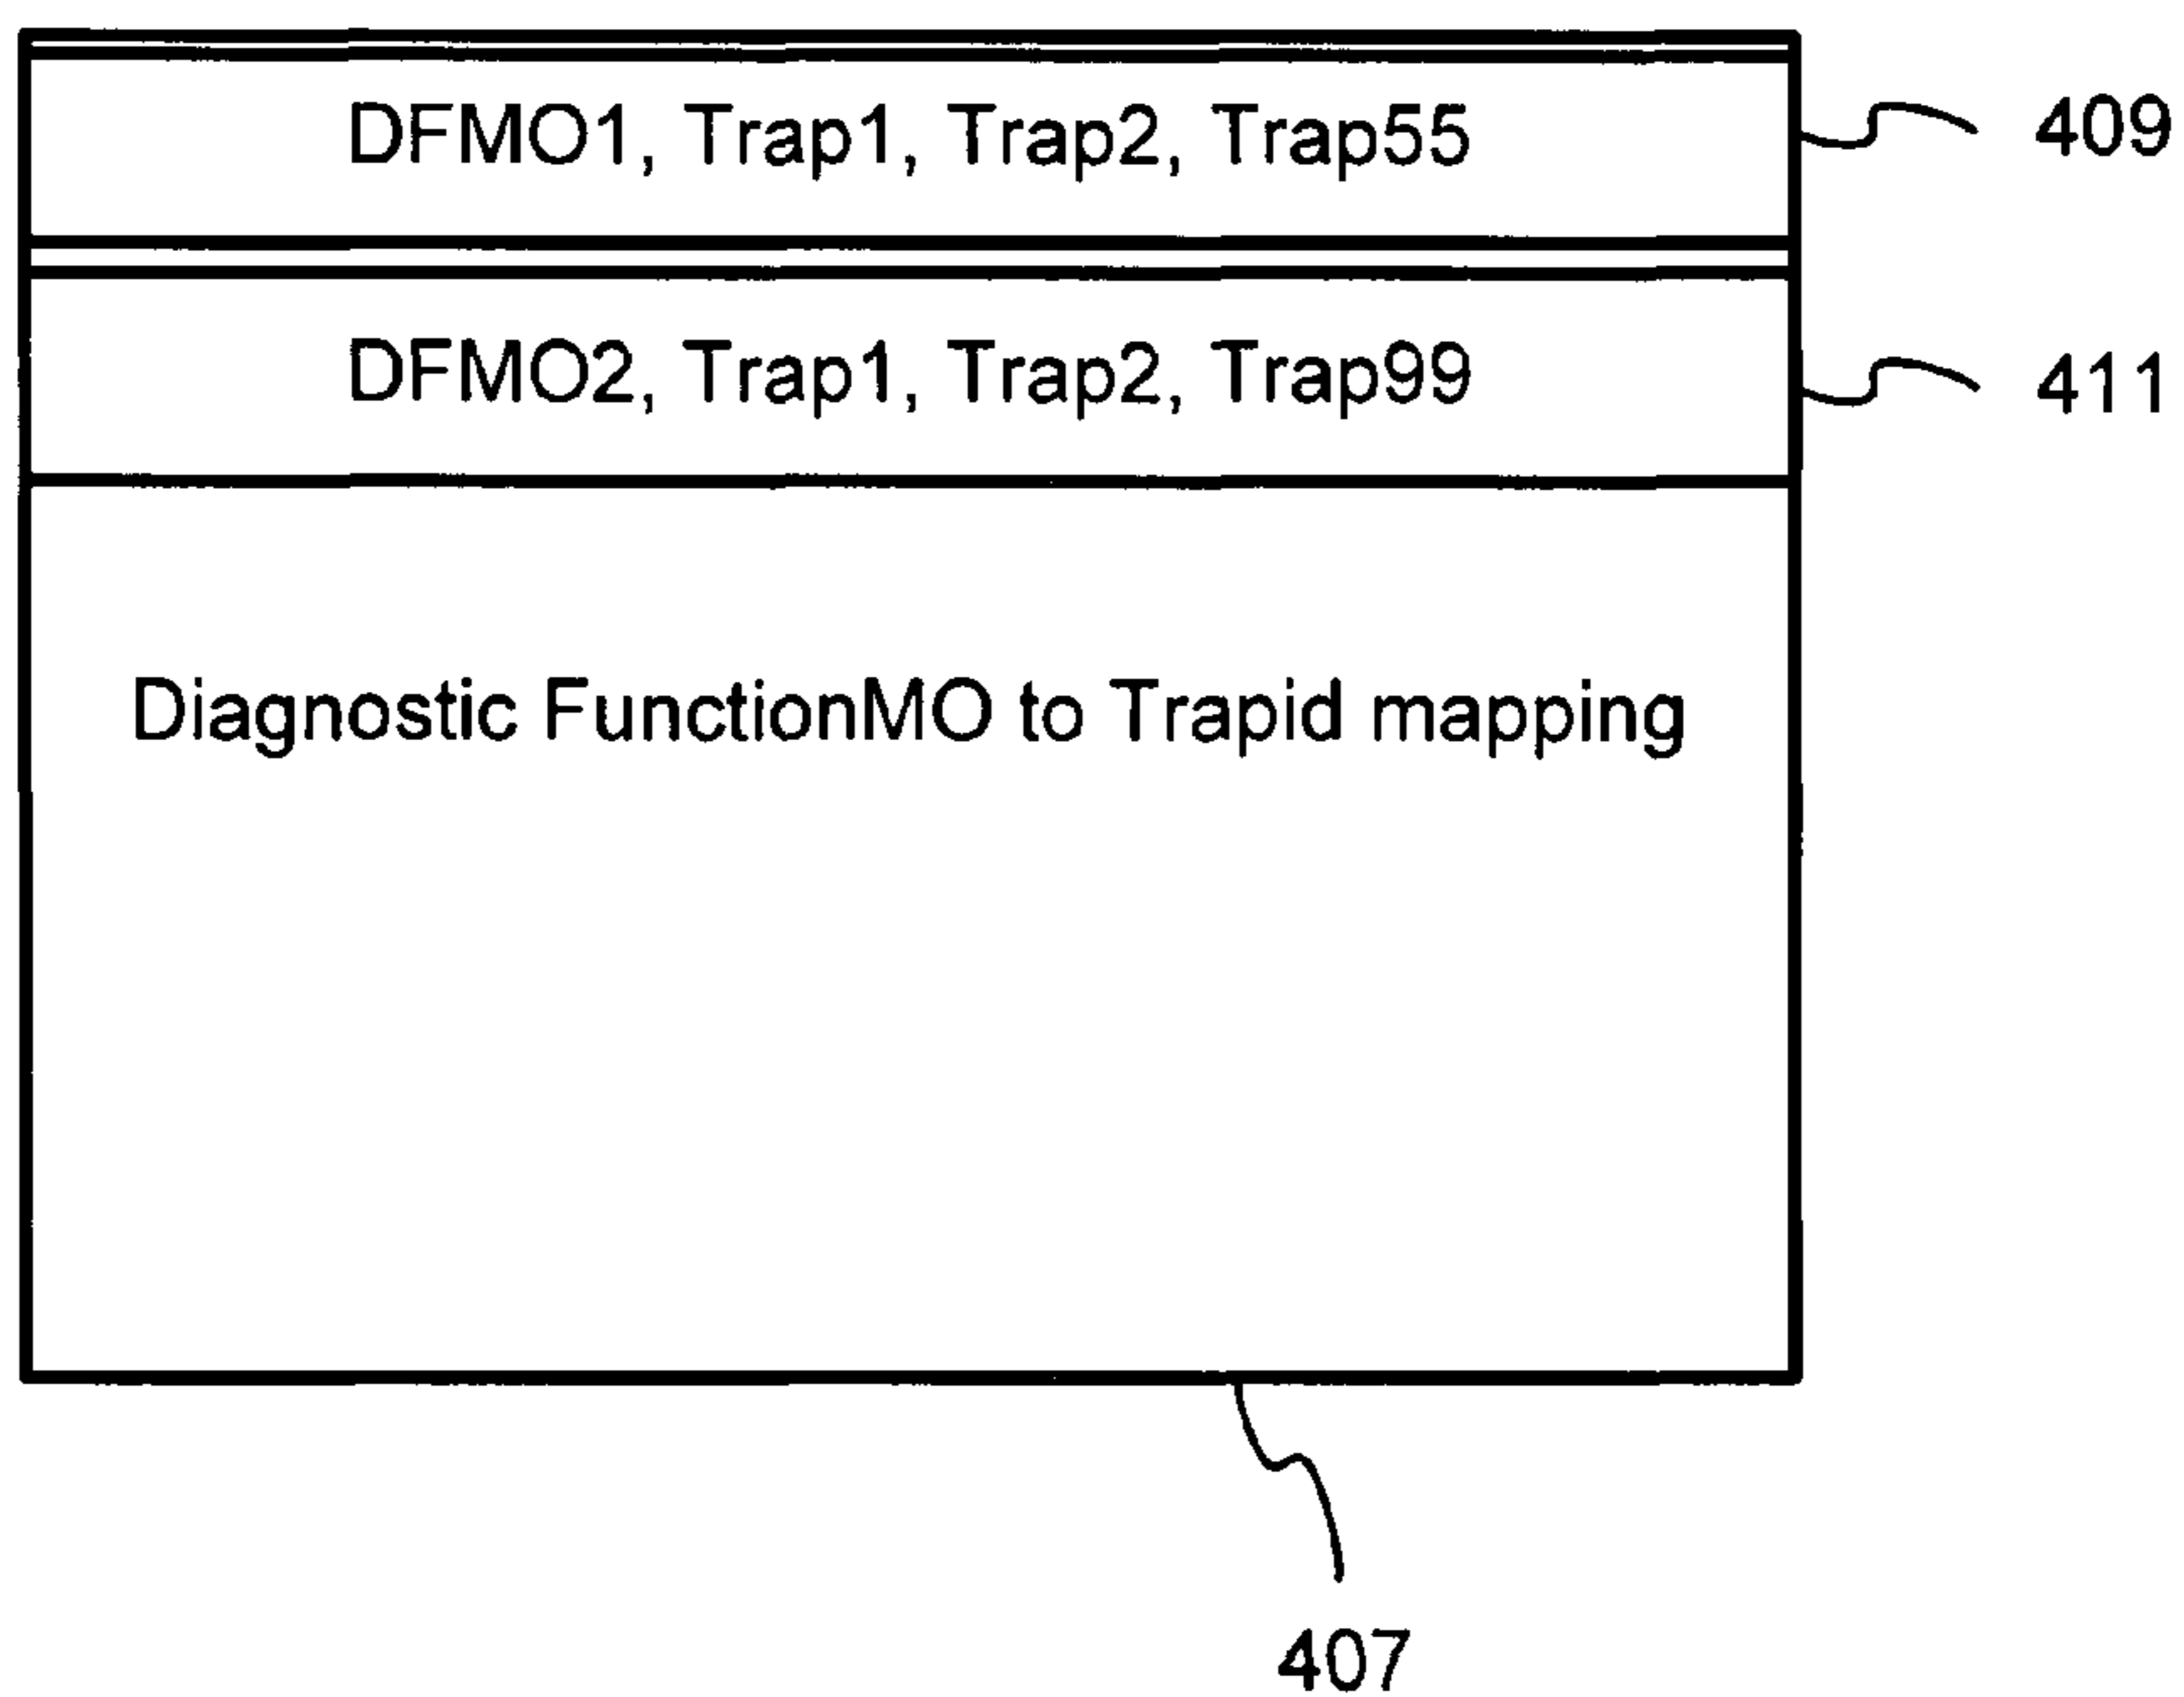 DFMO1, Trap1, Trap2, Trap55
409
DFMO2, Trap1, Trap2, Trap99
411
Diagnostic FunctionMO to Trapid mapping
407